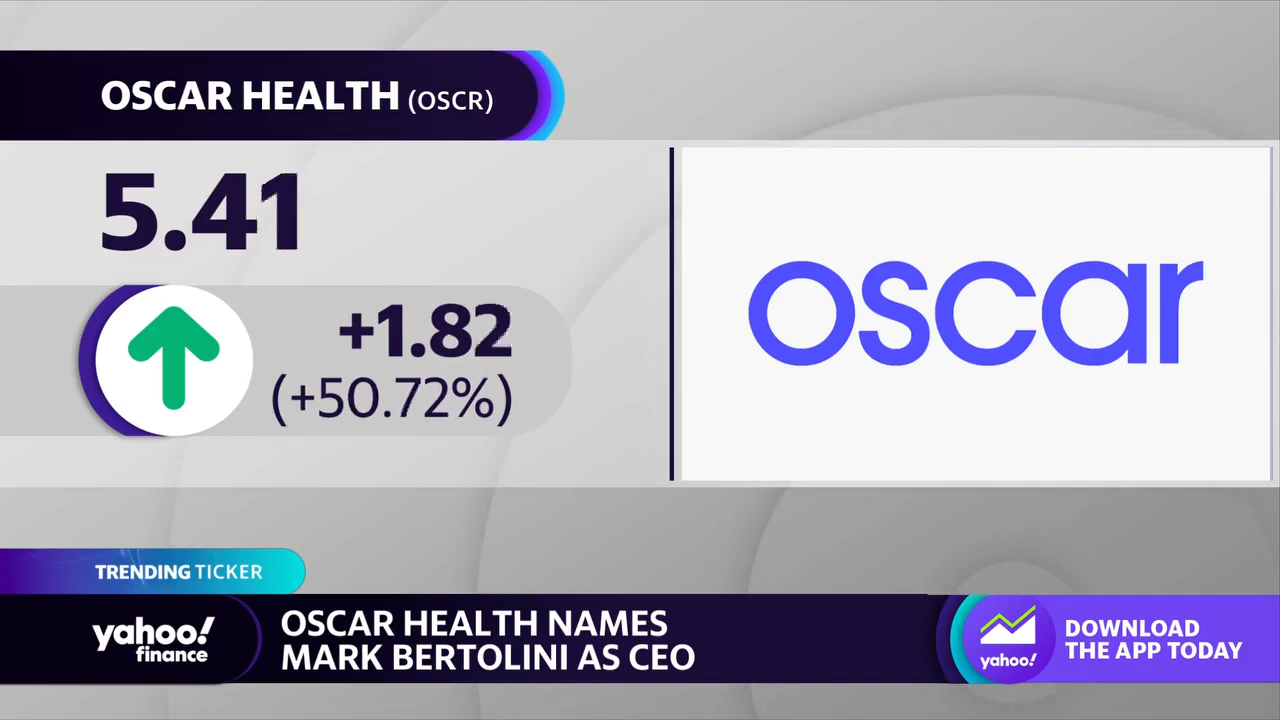 OSCAR HEALTH (OSCR)
5.41
+1.82
(+50.72%)
oscar
TRENDING TICKER
yahoo!
finance
OSCAR HEALTH NAMES
MARK BERTOLINI AS CEO
yahoo!
DOWNLOAD
THE APP TODAY